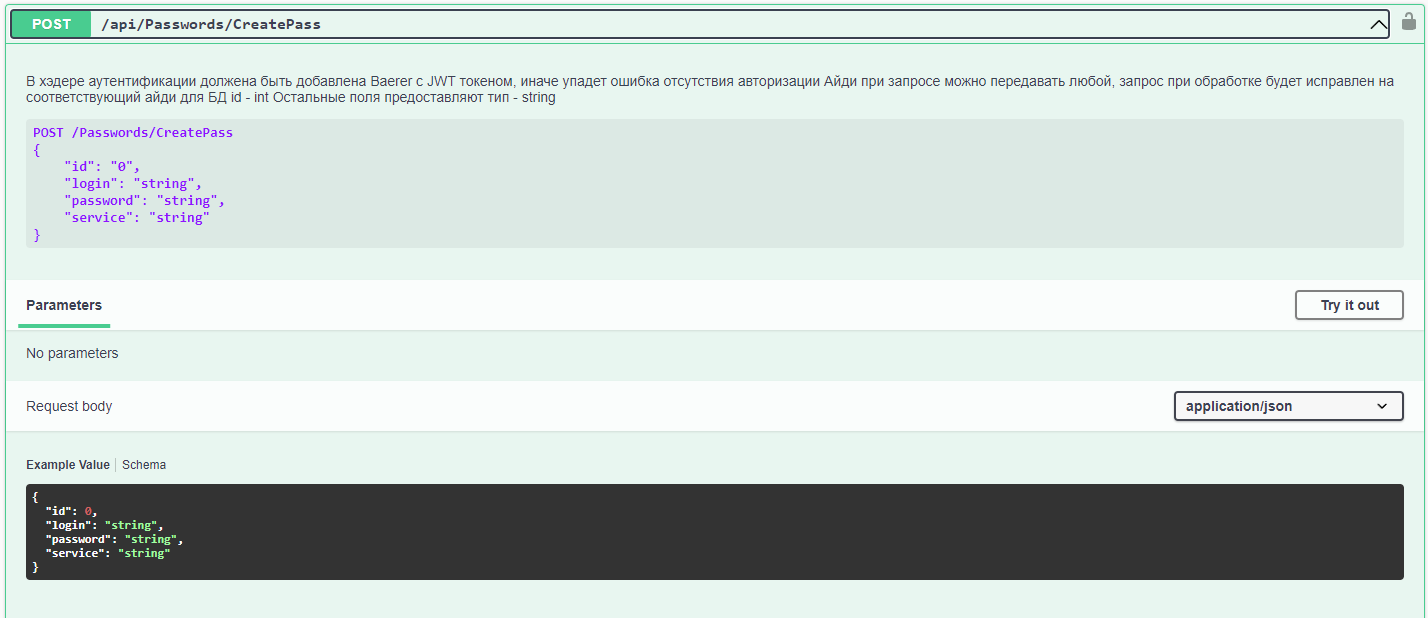 POST /api/Passwords/CreatePass
В хэдере аутентификации должена быть добавлена Baerer с JWT токеном, иначе упадет ошибка отсутствия авторизации Айди при запросе можно передавать любой, запрос при обработке будет исправлен на
соответствующий айди для БД id - int Остальные поля предоставляют тип - string
POST /Passwords/CreatePass
{
    "id": "0",
    "login": "string",
    "password": "string",
    "service": "string"
}
Parameters
Try it out
No parameters
Request body
application/json
Example Value Schema
{
  "id": 0,
  "login": "string",
  "password": "string",
  "service": "string"
}